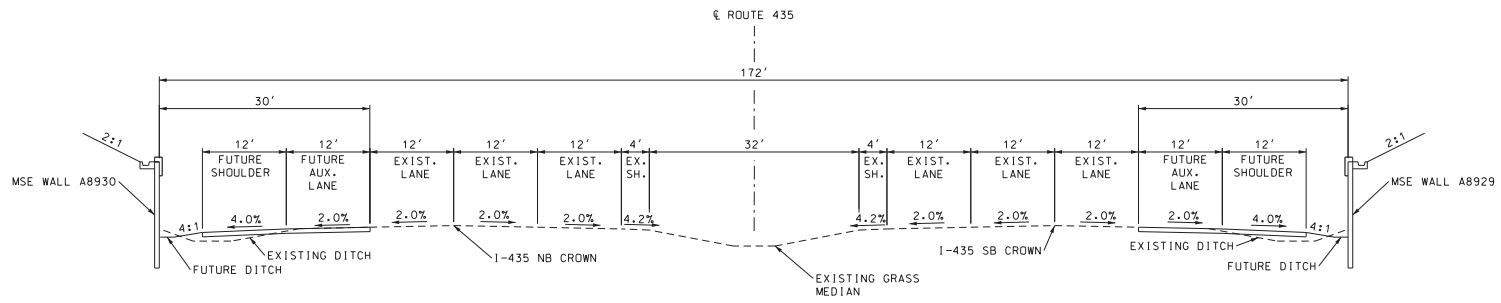 ℄ ROUTE 435
172'
30'
30'
12'
12'
12'
12'
12'
4'
32'
4'
12'
12'
12'
12'
12'
FUTURE
SHOULDER
FUTURE
AUX.
LANE
EXIST.
LANE
EXIST.
LANE
EXIST.
LANE
EX.
SH.
EX.
SH.
EXIST.
LANE
EXIST.
LANE
EXIST.
LANE
FUTURE
AUX.
LANE
FUTURE
SHOULDER
2:1
2:1
MSE WALL A8930
MSE WALL A8929
4:1
4.0%
2.0%
2.0%
2.0%
2.0%
4.2%
4.2%
2.0%
2.0%
2.0%
2.0%
4.0%
4:1
EXISTING DITCH
FUTURE DITCH
I-435 NB CROWN
EXISTING GRASS
MEDIAN
I-435 SB CROWN
EXISTING DITCH
FUTURE DITCH